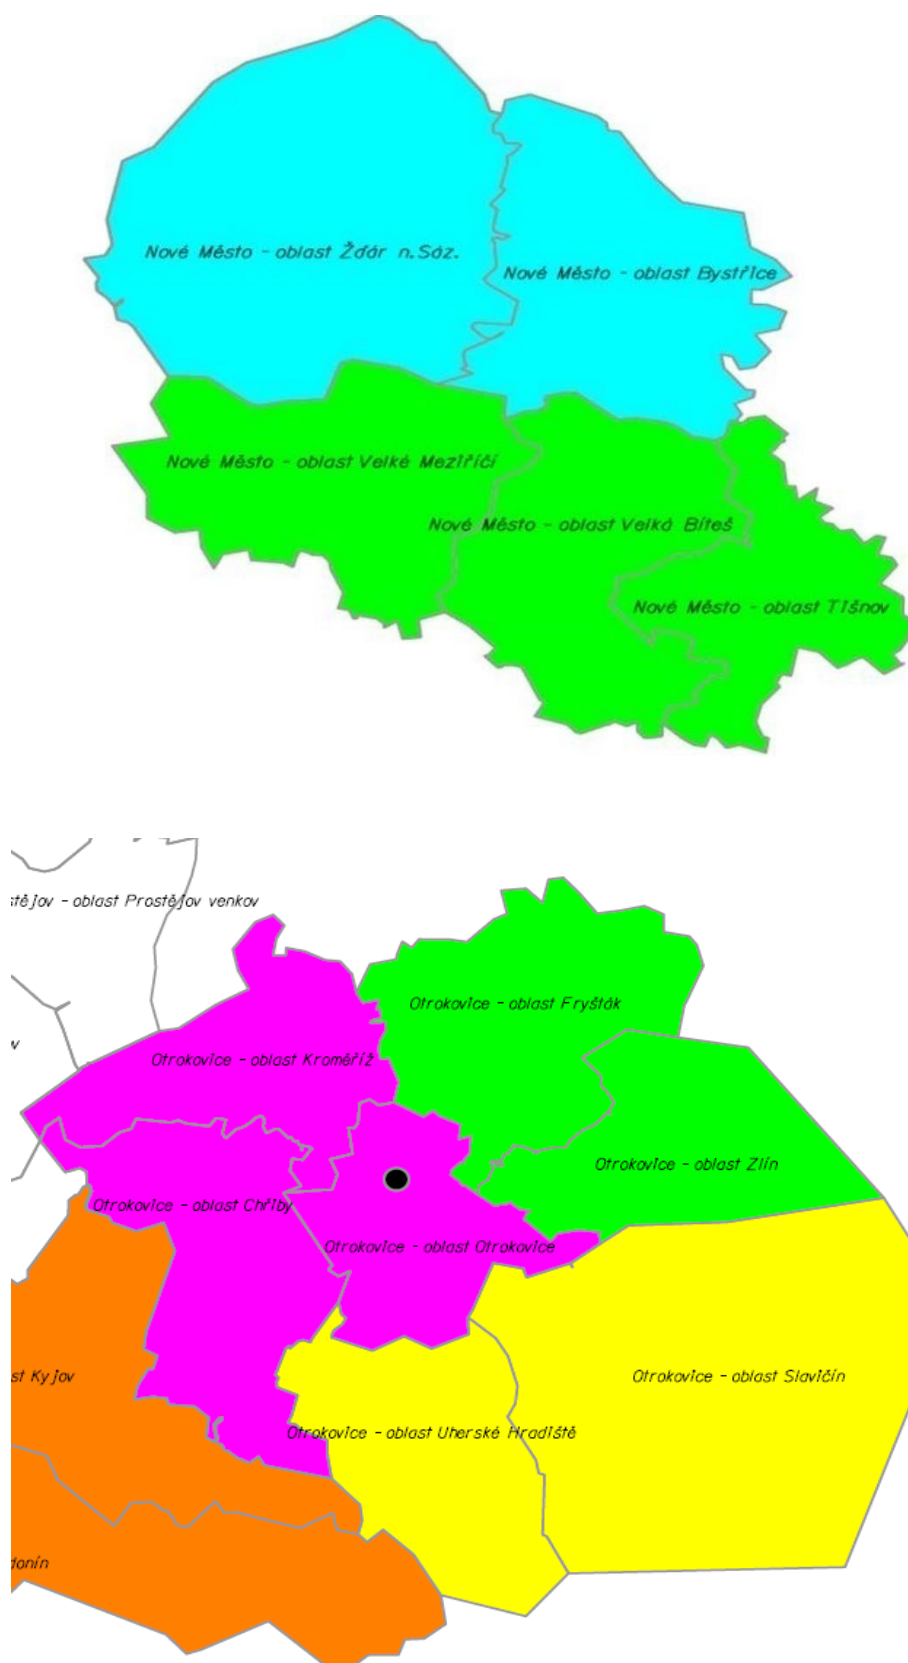 Nové Město - oblast Žďár n.Sáz.
Nové Město - oblast Bystřice
Nové Město - oblast Velké Meziříčí
Nové Město - oblast Velká Bíteš
Nové Město - oblast Tišnov
stějov - oblast Prostějov venkov
Otrokovice - oblast Fryšták
v
Otrokovice - oblast Kroměříž
Otrokovice - oblast Zlín
Otrokovice - oblast Chřiby
Otrokovice - oblast Otrokovice
st Kyjov
Otrokovice - oblast Slavičín
Otrokovice - oblast Uherské Hradiště
donín